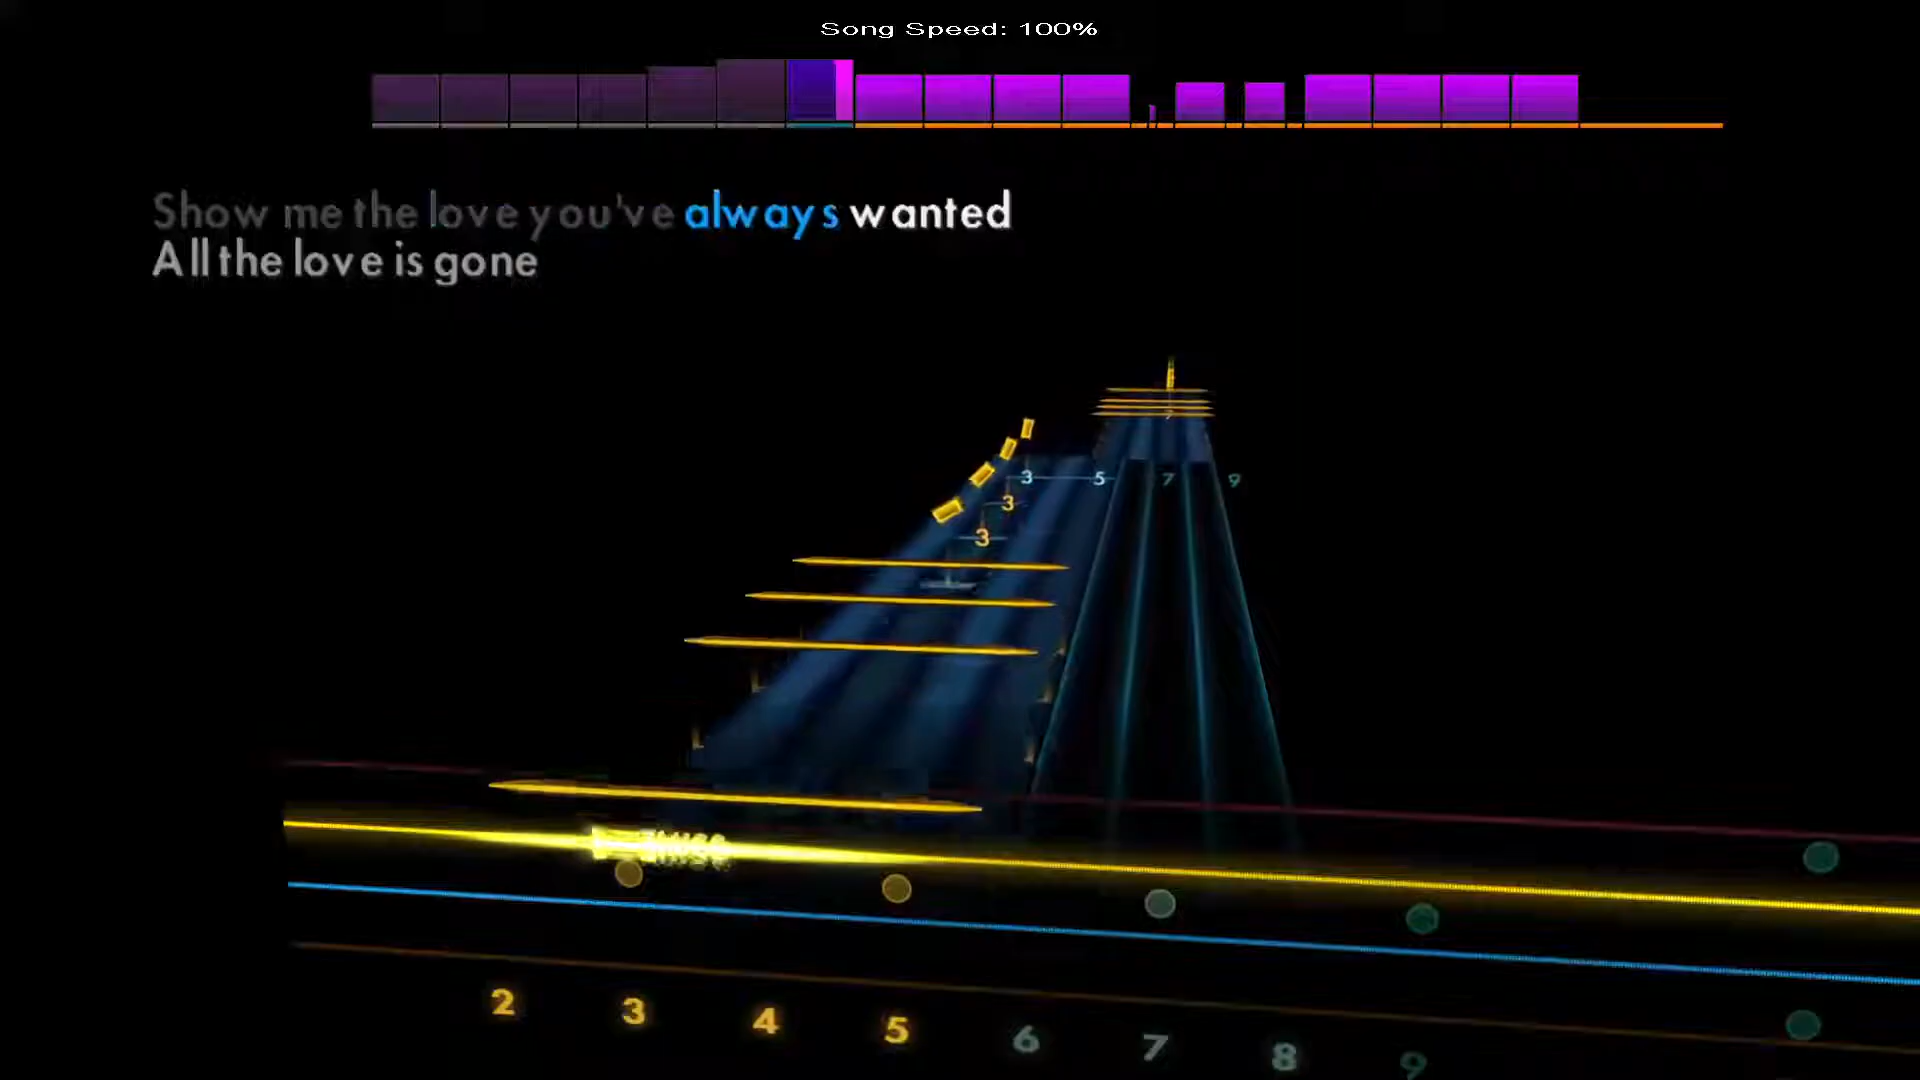 Song Speed: 100%
Show me the love you've always wanted
All the love is gone
3 5 7 9
3
3
2 3 4 5 6 7 8 9